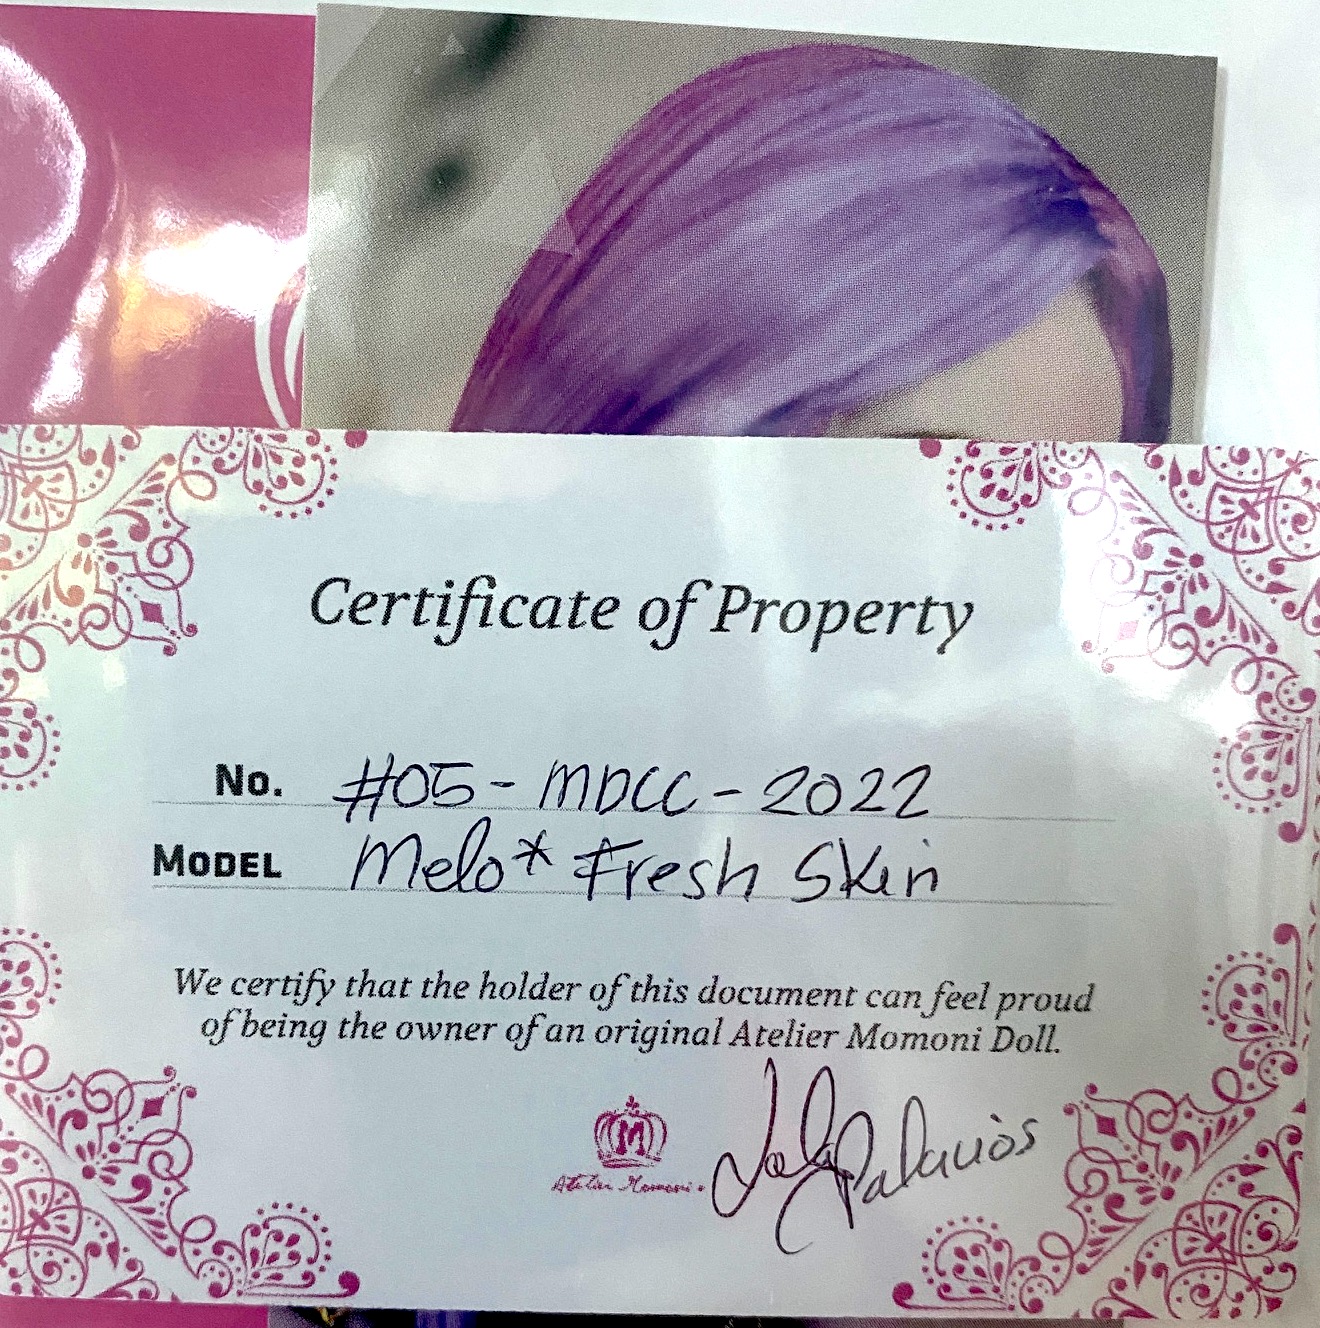 Certificate of Property
No. #05 - MDCC - 2022
MODEL Melo* Fresh Skin
We certify that the holder of this document can feel proud
of being the owner of an original Atelier Momoni Doll.
M
Atelier Momoni. Palacios